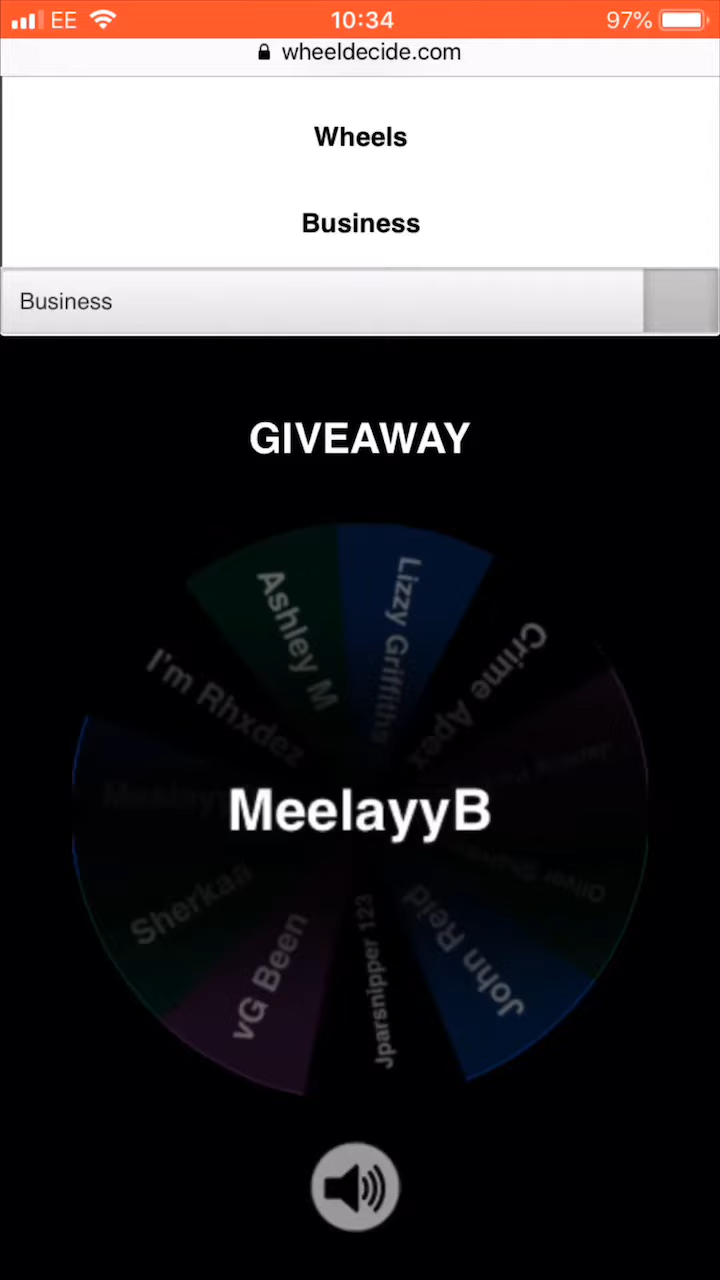 EE 10:34 97%
wheeldecide.com
Wheels
Business
Business
GIVEAWAY
Lizzy Griffiths
Ashley M
Crime Apex
I'm Rhxdez
MeelayyB
Sherkaa
vG Been
Jparsnipper 123
John Reid
Oliver